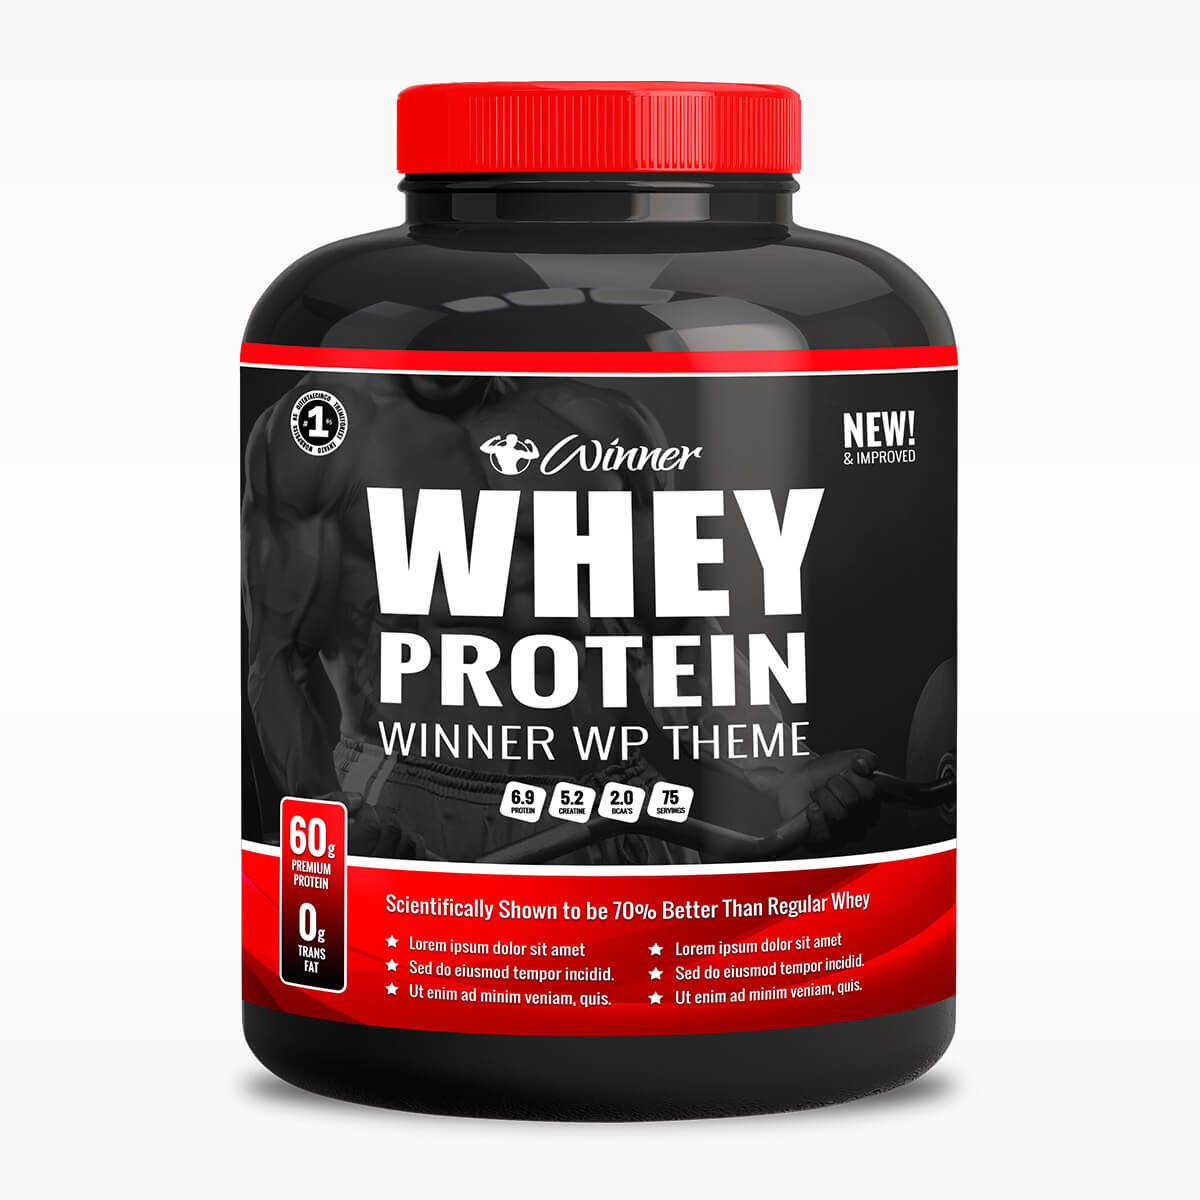 #1
Winner
NEW!
& IMPROVED
WHEY
PROTEIN
WINNER WP THEME
6.9 PROTEIN
5.2 CREATINE
2.0 BCAA'S
75 SERVINGS
60g
PREMIUM
PROTEIN
0g
TRANS
FAT
Scientifically Shown to be 70% Better Than Regular Whey
Lorem ipsum dolor sit amet
Sed do eiusmod tempor incidid.
Ut enim ad minim veniam, quis.
Lorem ipsum dolor sit amet
Sed do eiusmod tempor incidid.
Ut enim ad minim veniam, quis.